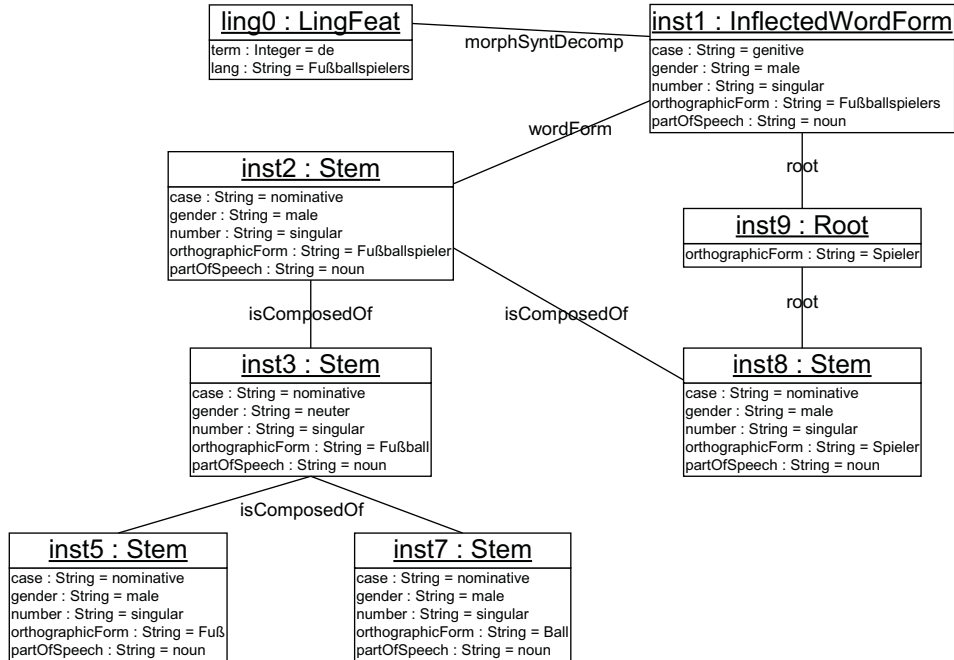 ling0 : LingFeat
term : Integer = de
lang : String = Fußballspielers
morphSyntDecomp
inst1 : InflectedWordForm
case : String = genitive
gender : String = male
number : String = singular
orthographicForm : String = Fußballspielers
partOfSpeech : String = noun
wordForm
root
inst2 : Stem
case : String = nominative
gender : String = male
number : String = singular
orthographicForm : String = Fußballspieler
partOfSpeech : String = noun
inst9 : Root
orthographicForm : String = Spieler
isComposedOf
isComposedOf
root
inst3 : Stem
case : String = nominative
gender : String = neuter
number : String = singular
orthographicForm : String = Fußball
partOfSpeech : String = noun
inst8 : Stem
case : String = nominative
gender : String = male
number : String = singular
orthographicForm : String = Spieler
partOfSpeech : String = noun
isComposedOf
inst5 : Stem
case : String = nominative
gender : String = male
number : String = singular
orthographicForm : String = Fuß
partOfSpeech : String = noun
inst7 : Stem
case : String = nominative
gender : String = male
number : String = singular
orthographicForm : String = Ball
partOfSpeech : String = noun